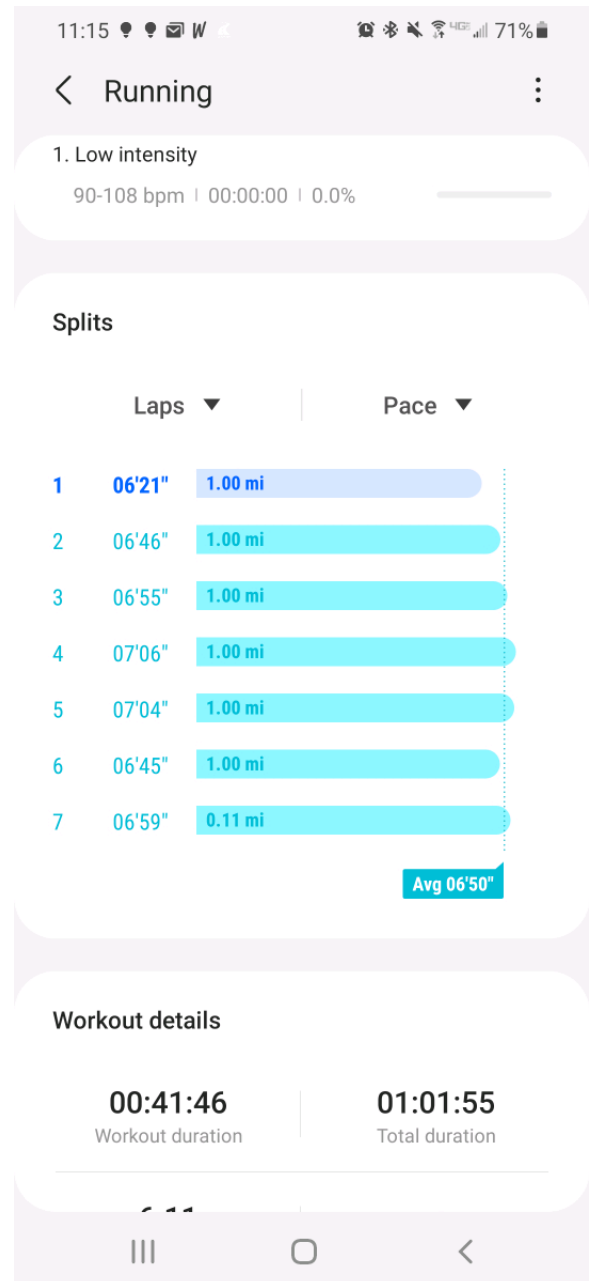 11:15 W 4GE 71%
Running
1. Low intensity
90-108 bpm | 00:00:00 | 0.0%
Splits
Laps ▼ Pace ▼
1 06'21" 1.00 mi
2 06'46" 1.00 mi
3 06'55" 1.00 mi
4 07'06" 1.00 mi
5 07'04" 1.00 mi
6 06'45" 1.00 mi
7 06'59" 0.11 mi
Avg 06'50"
Workout details
00:41:46 01:01:55
Workout duration Total duration